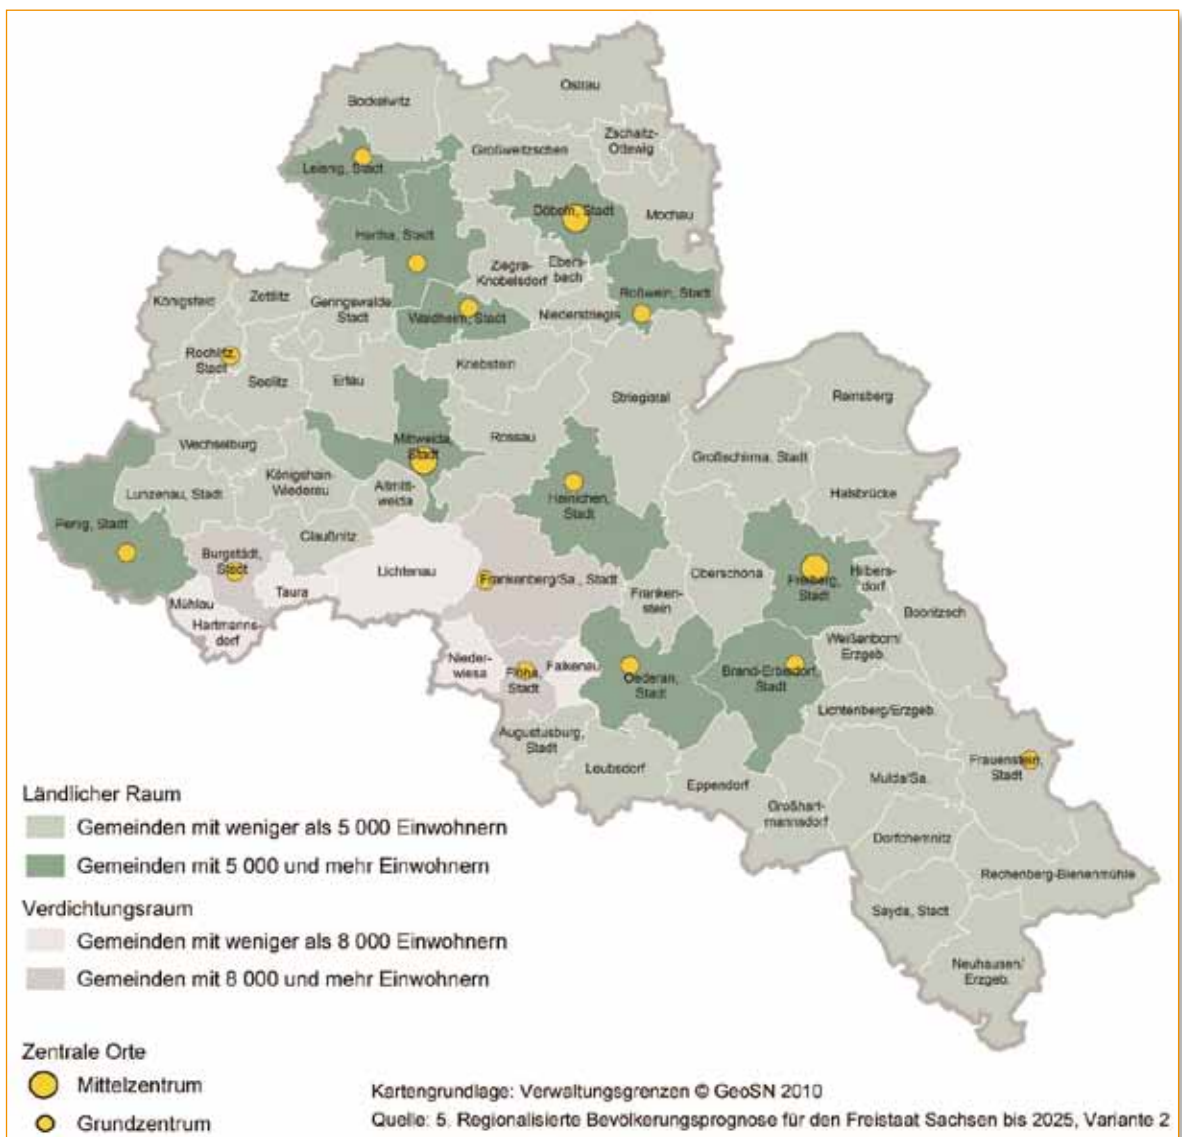 Ostrau
Bockelwitz
Zschaitz-
Ottewig
Großweitzschen
Leisnig, Stadt
Döbeln, Stadt
Mochau
Hartha, Stadt
Ziegra-
Knobelsdorf
Ebers-
bach
Roßwein, Stadt
Königsfeld
Zettlitz
Geringswalde,
Stadt
Waldheim, Stadt
Niederstriegis
Rochlitz,
Stadt
Seelitz
Erlau
Kriebstein
Striegistal
Reinsberg
Wechselburg
Mittweida,
Stadt
Rossau
Großschirma, Stadt
Königshain-
Wiederau
Altmitt-
weida
Lunzenau, Stadt
Hainichen,
Stadt
Halsbrücke
Penig, Stadt
Claußnitz
Burgstädt,
Stadt
Lichtenau
Frankenberg/Sa., Stadt
Oberschöna
Freiberg,
Stadt
Hilbers-
dorf
Taura
Mühlau
Franken-
stein
Bobritzsch
Hartmanns-
dorf
Weißenborn/
Erzgeb.
Nieder-
wiesa
Flöha,
Stadt
Falkenau
Oederan,
Stadt
Brand-Erbisdorf,
Stadt
Lichtenberg/Erzgeb.
Augustusburg,
Stadt
Leubsdorf
Eppendorf
Frauenstein,
Stadt
Mulda/Sa.
Großhart-
mannsdorf
Dorfchemnitz
Rechenberg-Bienenmühle
Sayda, Stadt
Neuhausen/
Erzgeb.
Ländlicher Raum
Gemeinden mit weniger als 5 000 Einwohnern
Gemeinden mit 5 000 und mehr Einwohnern
Verdichtungsraum
Gemeinden mit weniger als 8 000 Einwohnern
Gemeinden mit 8 000 und mehr Einwohnern
Zentrale Orte
Mittelzentrum
Grundzentrum
Kartengrundlage: Verwaltungsgrenzen © GeoSN 2010
Quelle: 5. Regionalisierte Bevölkerungsprognose für den Freistaat Sachsen bis 2025, Variante 2